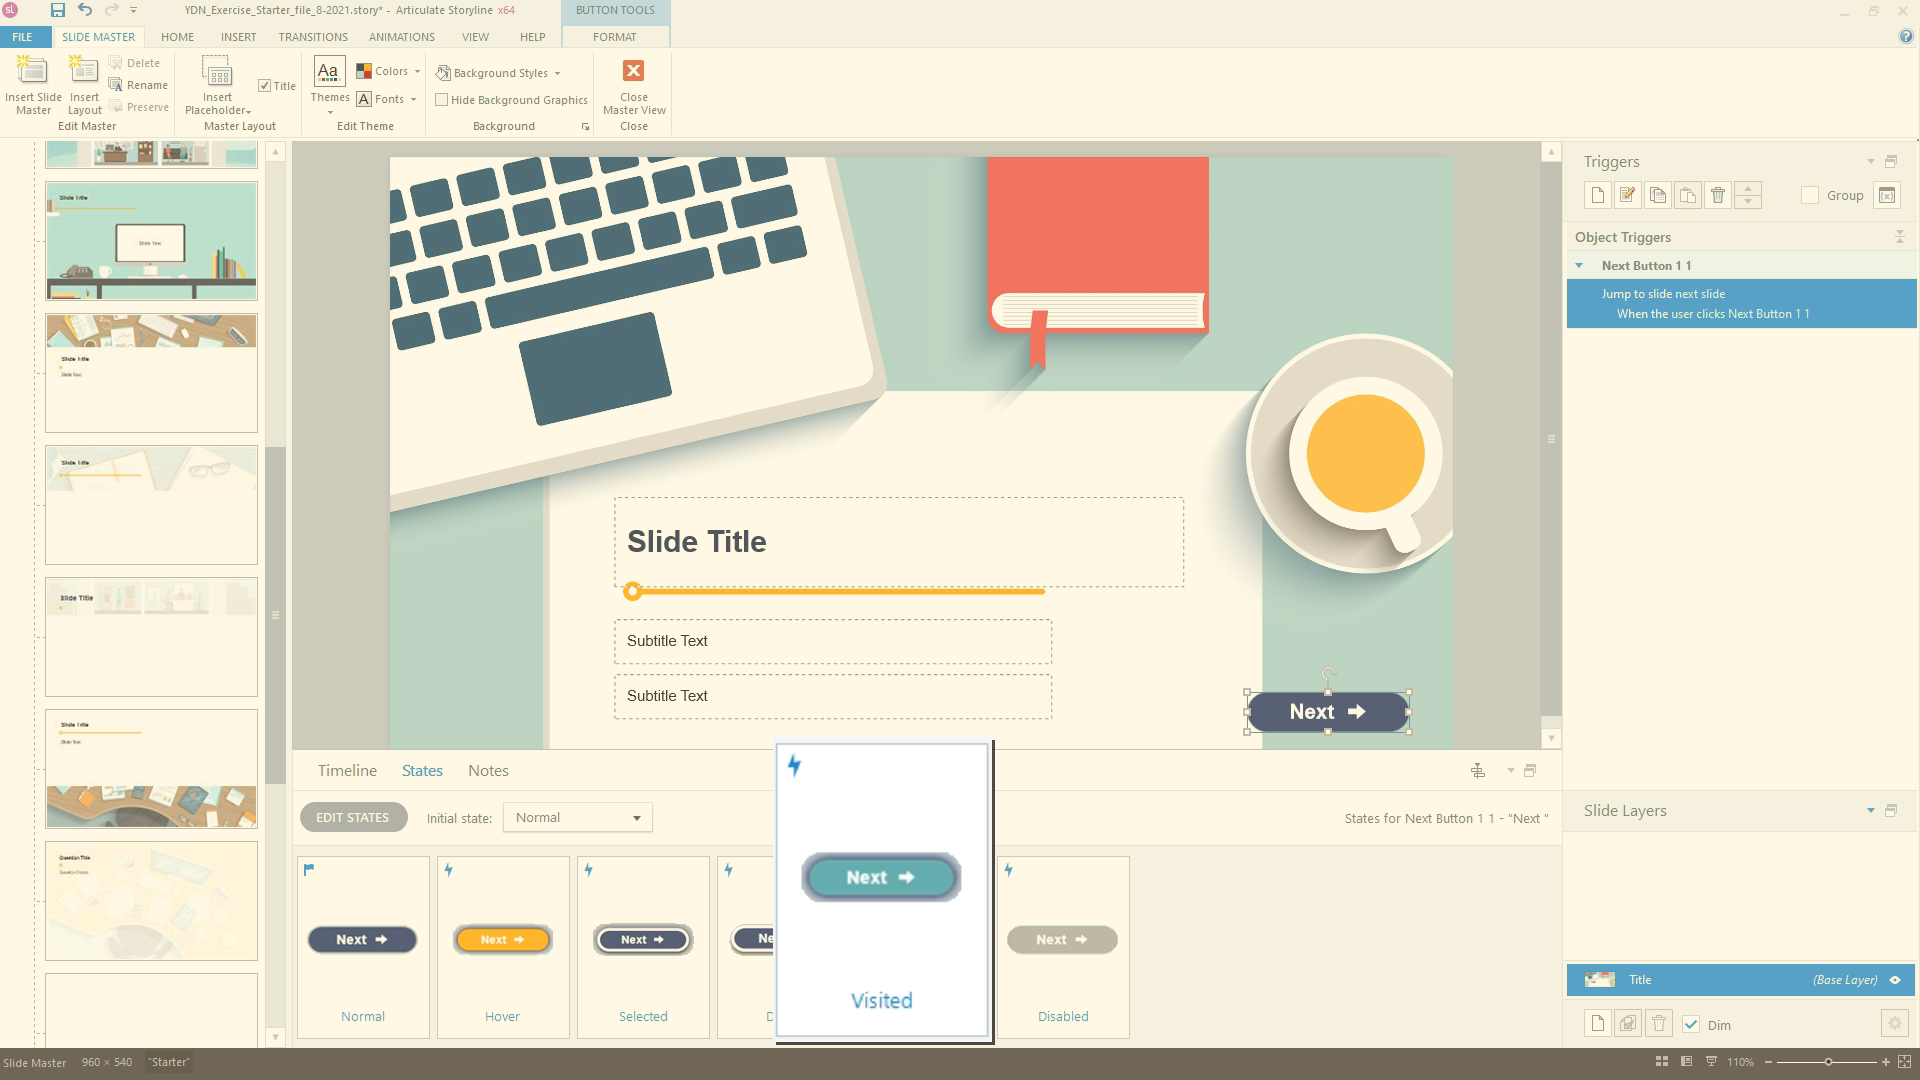 YDN_Exercise_Starter_file_8-2021.story* - Articulate Storyline x64
BUTTON TOOLS
FILE
SLIDE MASTER
HOME
INSERT
TRANSITIONS
ANIMATIONS
VIEW
HELP
FORMAT
Insert Slide Master
Insert Layout
Delete
Rename
Preserve
Edit Master
Insert Placeholder
Title
Master Layout
Aa
Themes
Colors
Fonts
Edit Theme
Background Styles
Hide Background Graphics
Background
Close Master View
Close
Slide Title
Slide Text
Slide Title
Slide Text
Slide Title
Slide Title
Slide Title
Slide Text
Question Title
Slide Title
Subtitle Text
Subtitle Text
Next
Triggers
Group
Object Triggers
Next Button 1 1
Jump to slide next slide
When the user clicks Next Button 1 1
Timeline
States
Notes
EDIT STATES
Initial state:
Normal
States for Next Button 1 1 - "Next "
Next
Normal
Next
Hover
Next
Selected
Next
Visited
Next
Disabled
Slide Layers
Title
(Base Layer)
Dim
Slide Master
960 × 540
"Starter"
110%